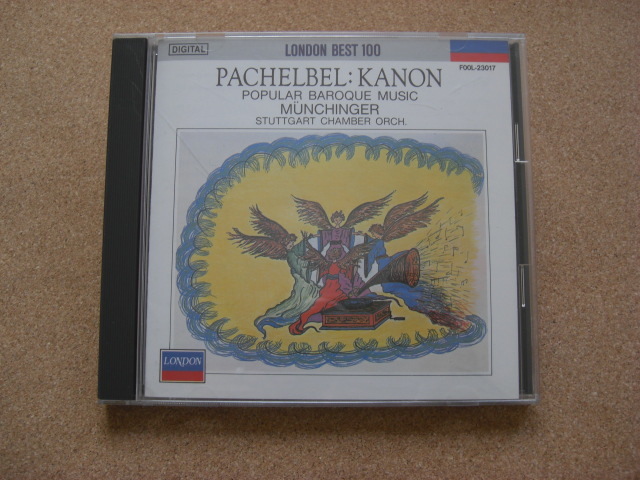 DIGITAL
LONDON BEST 100
F00L-23017
PACHELBEL: KANON
POPULAR BAROQUE MUSIC
MÜNCHINGER
STUTTGART CHAMBER ORCH.
LONDON